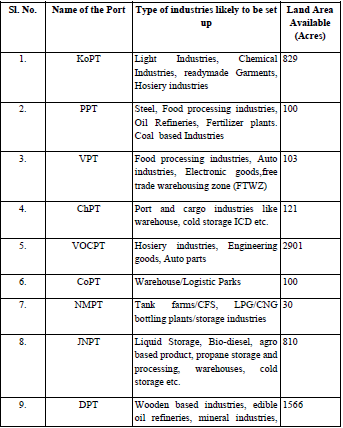 Sl. No. Name of the Port Type of industries likely to be set Land Area
up Available
(Acres)
1. KoPT Light Industries, Chemical 829
Industries, readymade Garments,
Hosiery industries
2. PPT Steel, Food processing industries, 100
Oil Refineries, Fertilizer plants.
Coal based Industries
3. VPT Food processing industries, Auto 103
industries, Electronic goods,free
trade warehousing zone (FTWZ)
4. ChPT Port and cargo industries like 121
warehouse, cold storage ICD etc.
5. VOCPT Hosiery industries, Engineering 2901
goods, Auto parts
6. CoPT Warehouse/Logistic Parks 100
7. NMPT Tank farms/CFS, LPG/CNG 30
bottling plants/storage industries
8. JNPT Liquid Storage, Bio-diesel, agro 810
based product, propane storage and
processing, warehouses, cold
storage etc.
9. DPT Wooden based industries, edible 1566
oil refineries, mineral industries,